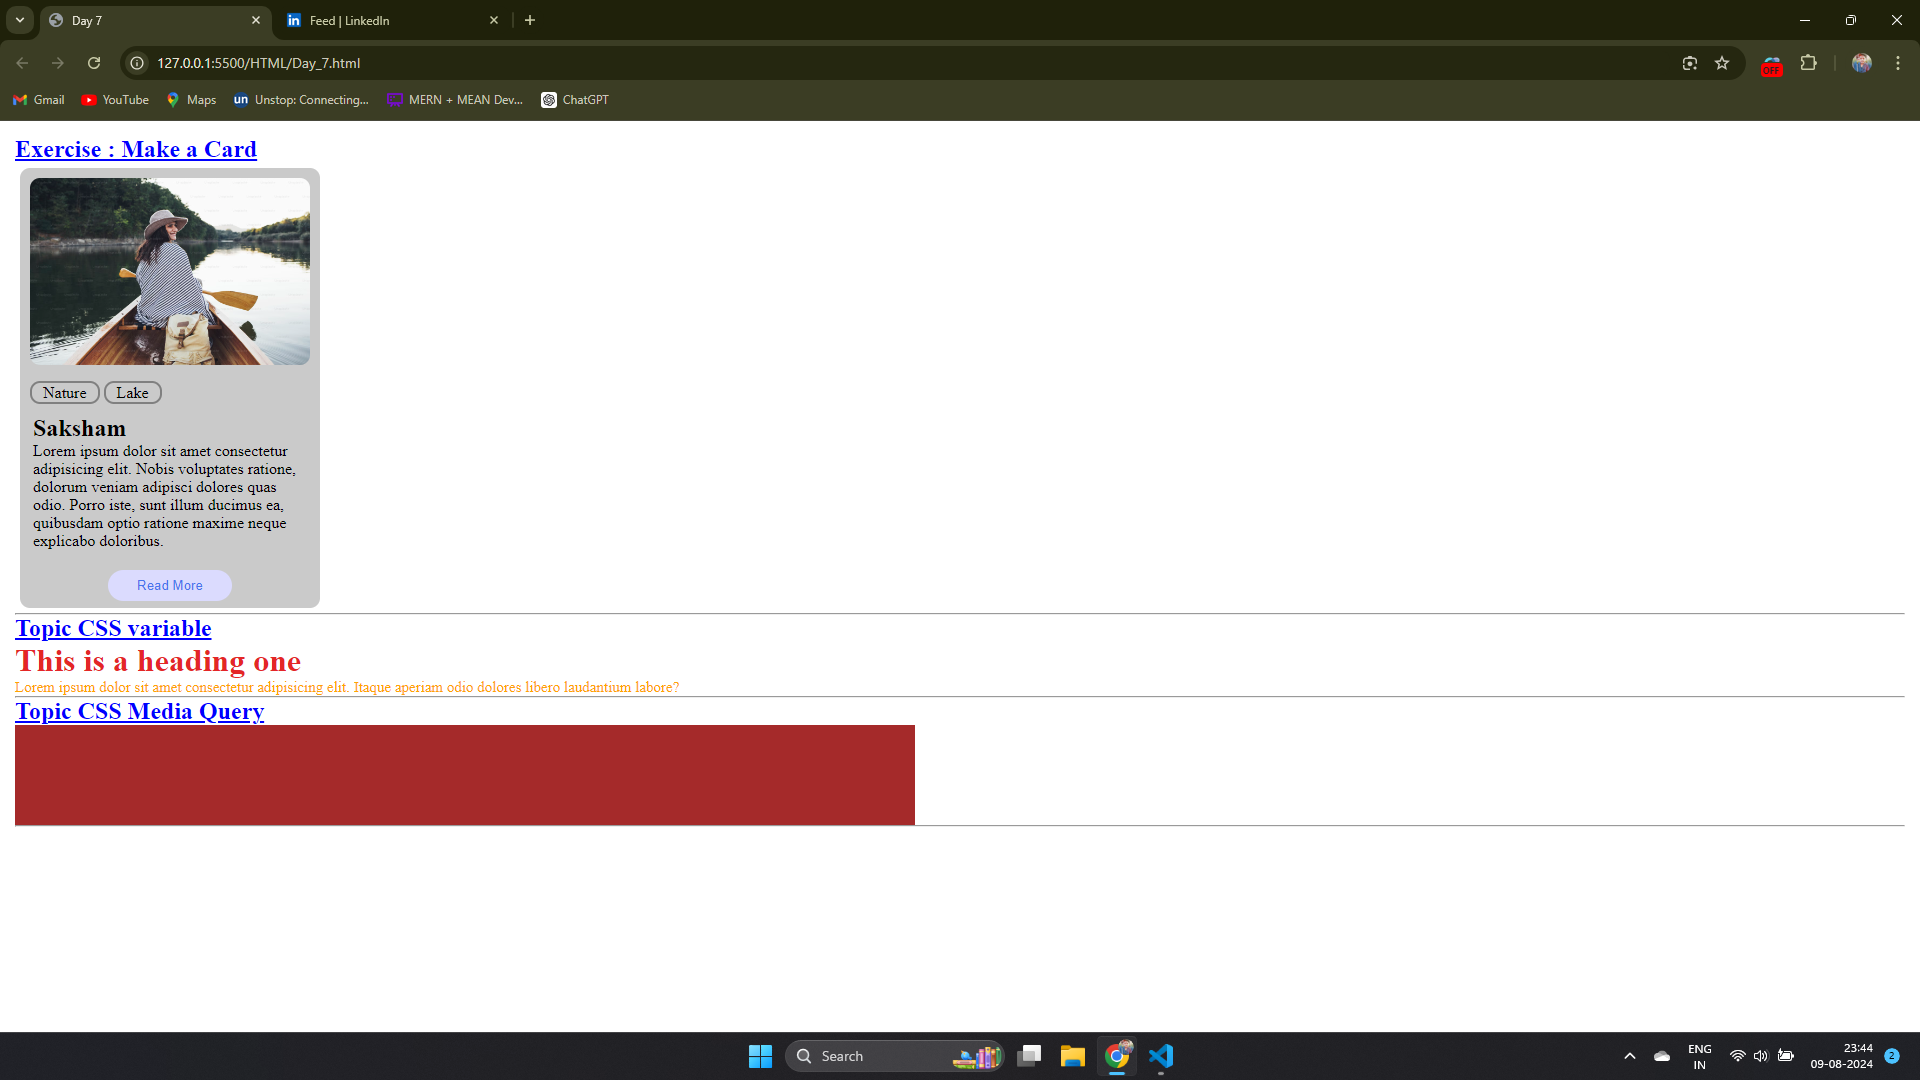 Day 7
Feed | LinkedIn
127.0.0.1:5500/HTML/Day_7.html
OFF
Gmail
YouTube
Maps
un
Unstop: Connecting...
MERN + MEAN Dev...
ChatGPT
Exercise : Make a Card
Nature
Lake
Saksham
Lorem ipsum dolor sit amet consectetur
adipisicing elit. Nobis voluptates ratione,
dolorum veniam adipisci dolores quas
odio. Porro iste, sunt illum ducimus ea,
quibusdam optio ratione maxime neque
explicabo doloribus.
Read More
Topic CSS variable
This is a heading one
Lorem ipsum dolor sit amet consectetur adipisicing elit. Itaque aperiam odio dolores libero laudantium labore?
Topic CSS Media Query
Search
ENG
IN
23:44
09-08-2024
2